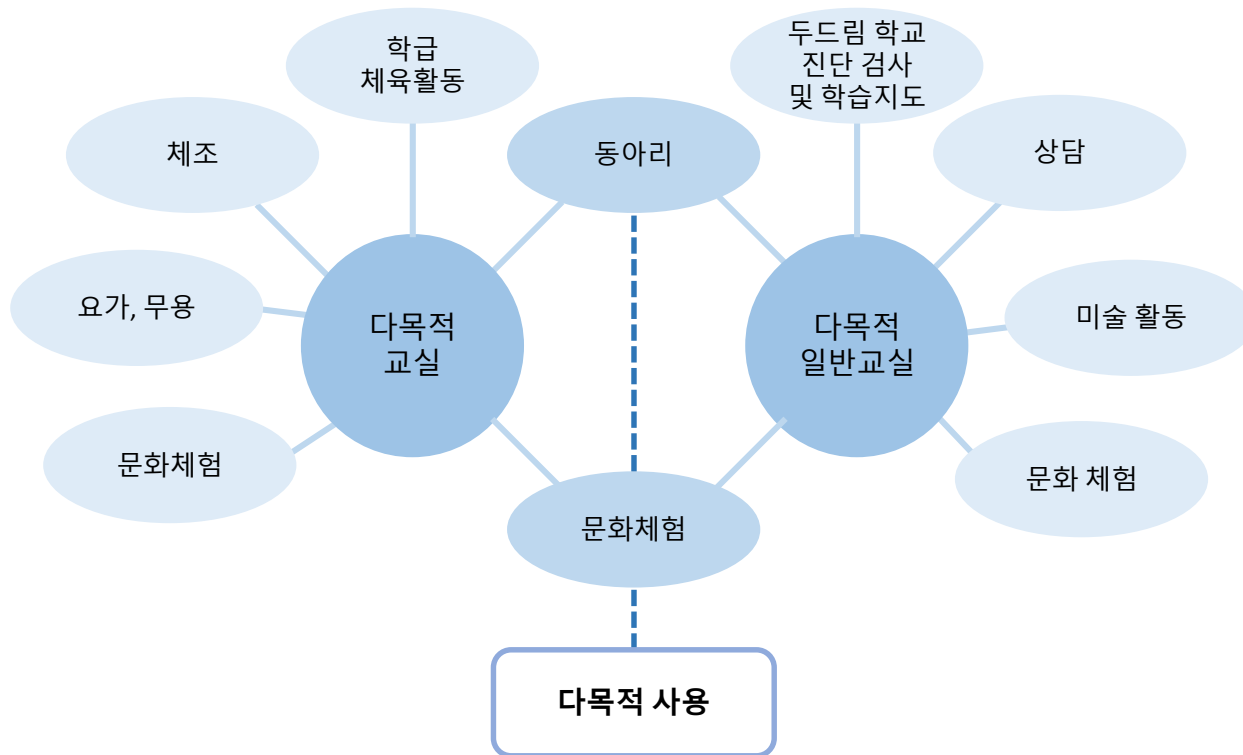 학급
체육활동
두드림 학교
진단 검사
및 학습지도
체조
동아리
상담
요가, 무용
미술 활동
다목적
교실
다목적
일반교실
문화체험
문화 체험
문화체험
다목적 사용